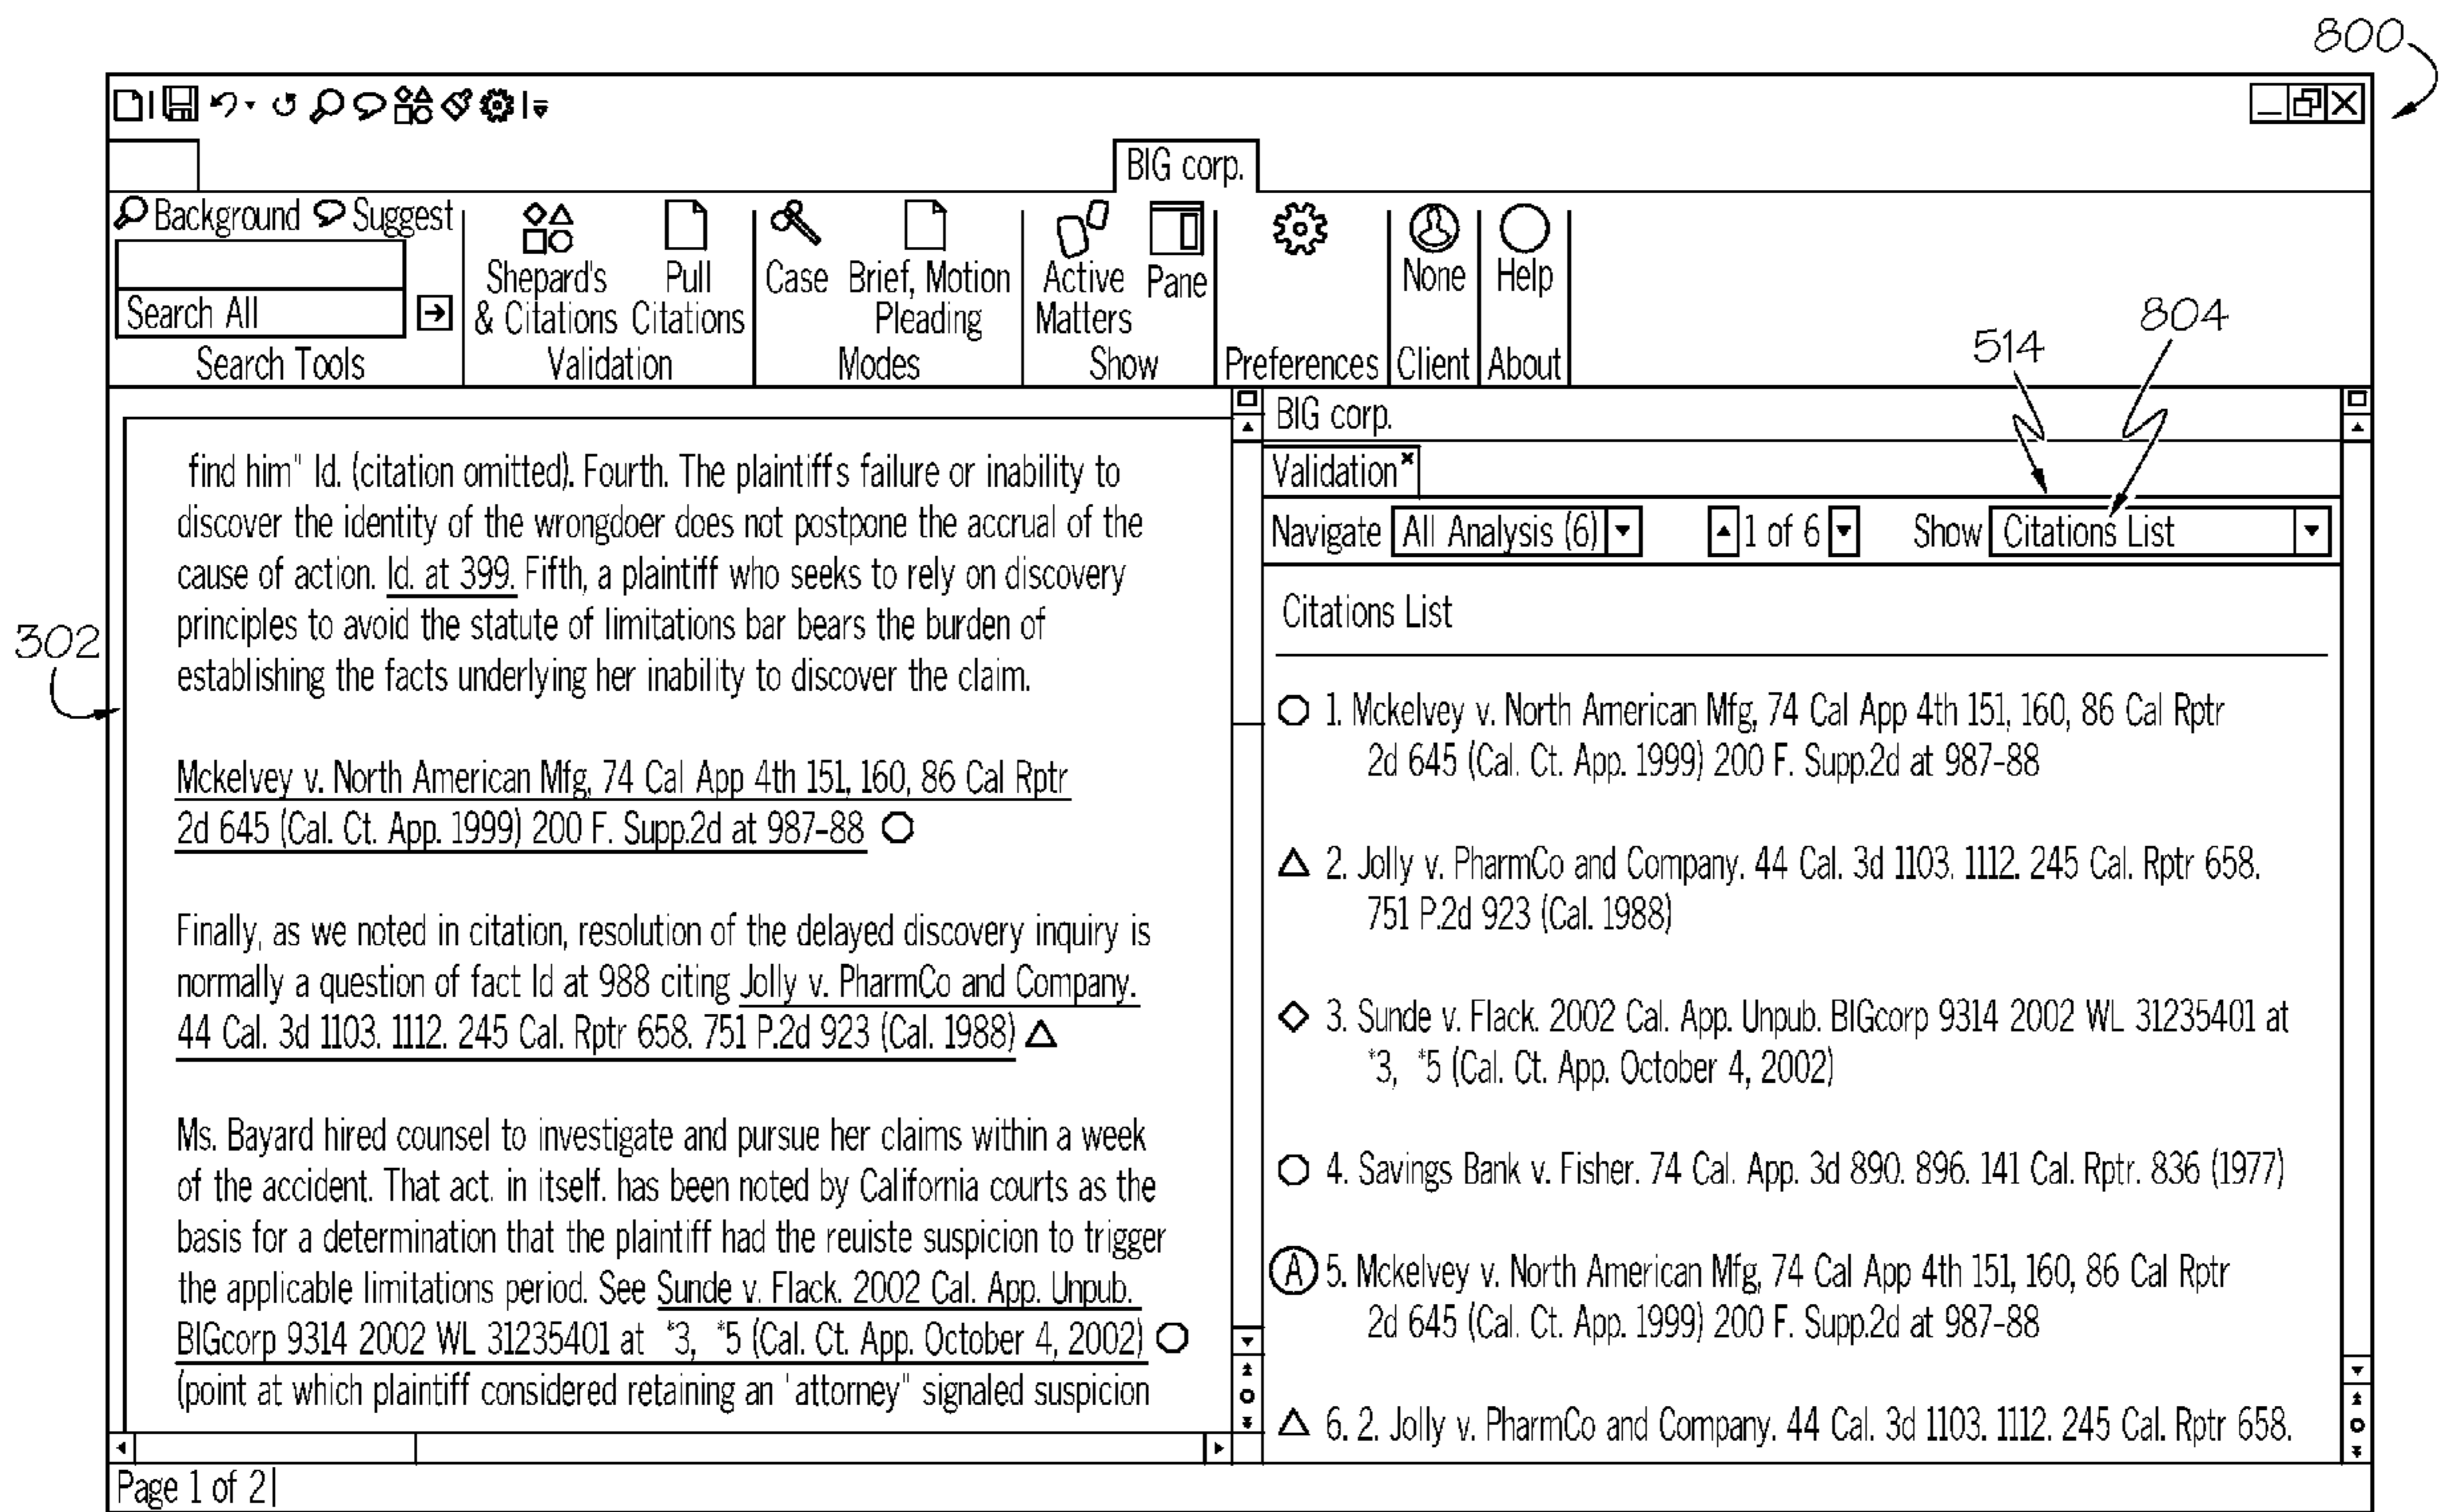 800
BIG corp.
Background Suggest
Search All
Search Tools
Shepard's
& Citations
Pull
Citations
Validation
Case
Brief, Motion
Pleading
Modes
Active
Matters
Pane
Show
Preferences
None
Client
Help
About
514
804
302
find him" Id. (citation omitted). Fourth. The plaintiffs failure or inability to
discover the identity of the wrongdoer does not postpone the accrual of the
cause of action. Id. at 399. Fifth, a plaintiff who seeks to rely on discovery
principles to avoid the statute of limitations bar bears the burden of
establishing the facts underlying her inability to discover the claim.
Mckelvey v. North American Mfg, 74 Cal App 4th 151, 160, 86 Cal Rptr
2d 645 (Cal. Ct. App. 1999) 200 F. Supp.2d at 987-88
Finally, as we noted in citation, resolution of the delayed discovery inquiry is
normally a question of fact Id at 988 citing Jolly v. PharmCo and Company.
44 Cal. 3d 1103. 1112. 245 Cal. Rptr 658. 751 P.2d 923 (Cal. 1988)
Ms. Bayard hired counsel to investigate and pursue her claims within a week
of the accident. That act. in itself. has been noted by California courts as the
basis for a determination that the plaintiff had the reuiste suspicion to trigger
the applicable limitations period. See Sunde v. Flack. 2002 Cal. App. Unpub.
BIGcorp 9314 2002 WL 31235401 at *3, *5 (Cal. Ct. App. October 4, 2002)
(point at which plaintiff considered retaining an 'attorney" signaled suspicion
Page 1 of 2
BIG corp.
Validation x
Navigate All Analysis (6) 1 of 6 Show Citations List
Citations List
1. Mckelvey v. North American Mfg, 74 Cal App 4th 151, 160, 86 Cal Rptr
2d 645 (Cal. Ct. App. 1999) 200 F. Supp.2d at 987-88
2. Jolly v. PharmCo and Company. 44 Cal. 3d 1103. 1112. 245 Cal. Rptr 658.
751 P.2d 923 (Cal. 1988)
3. Sunde v. Flack. 2002 Cal. App. Unpub. BIGcorp 9314 2002 WL 31235401 at
*3, *5 (Cal. Ct. App. October 4, 2002)
4. Savings Bank v. Fisher. 74 Cal. App. 3d 890. 896. 141 Cal. Rptr. 836 (1977)
A 5. Mckelvey v. North American Mfg, 74 Cal App 4th 151, 160, 86 Cal Rptr
2d 645 (Cal. Ct. App. 1999) 200 F. Supp.2d at 987-88
6. 2. Jolly v. PharmCo and Company. 44 Cal. 3d 1103. 1112. 245 Cal. Rptr 658.